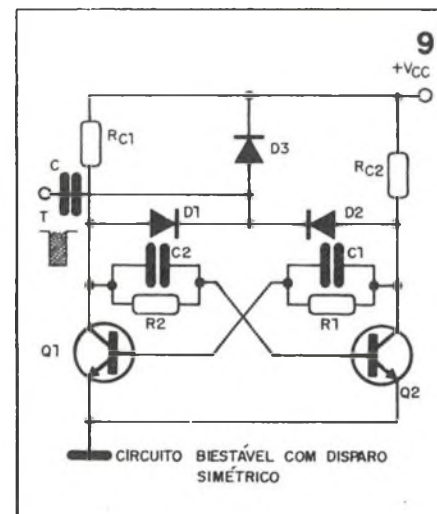 9
+VCC
RC1
D3
RC2
C
T
D1
D2
C2
C1
R2
R1
Q1
Q2
CIRCUITO BIESTÁVEL COM DISPARO
SIMÉTRICO